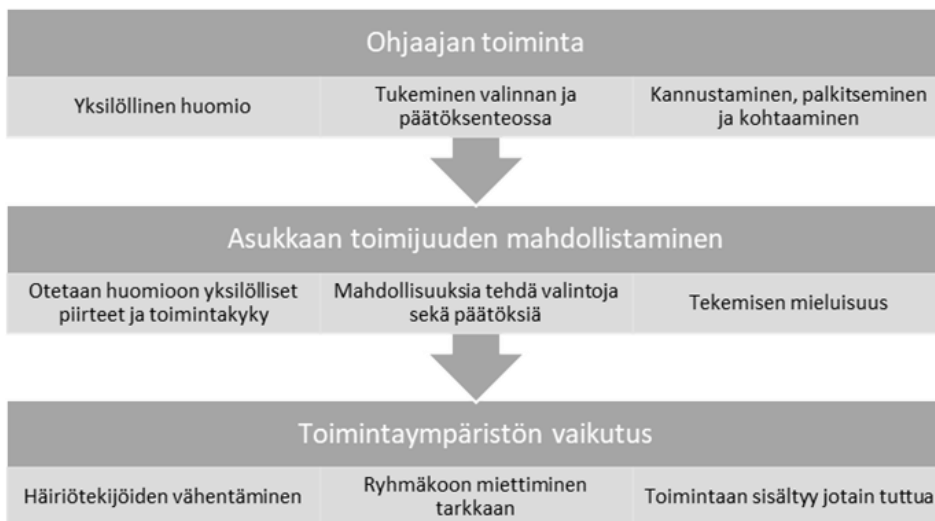 Ohjaajan toiminta
Yksilöllinen huomio
Tukeminen valinnan ja
päätöksenteossa
Kannustaminen, palkitseminen
ja kohtaaminen
Asukkaan toimijuuden mahdollistaminen
Otetaan huomioon yksilölliset
piirteet ja toimintakyky
Mahdollisuuksia tehdä valintoja
sekä päätöksiä
Tekemisen mieluisuus
Toimintaympäristön vaikutus
Häiriötekijöiden vähentäminen
Ryhmäkoon miettiminen
tarkkaan
Toimintaan sisältyy jotain tuttua